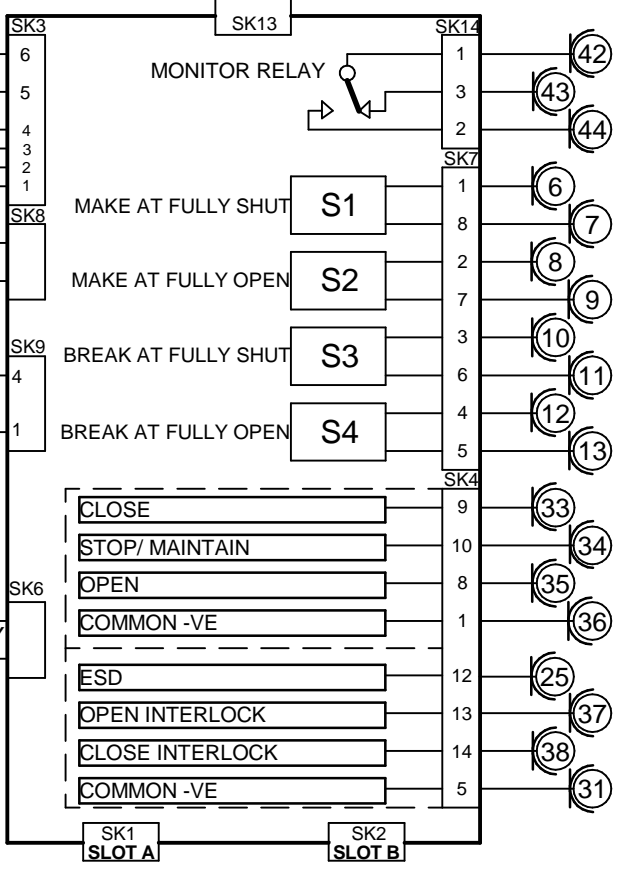 SK3
SK13
SK14
6
MONITOR RELAY
1
42
5
3
43
4
2
44
3
2
1
SK7
MAKE AT FULLY SHUT
S1
1
6
8
7
SK8
MAKE AT FULLY OPEN
S2
2
8
7
9
SK9
BREAK AT FULLY SHUT
S3
3
10
4
6
11
BREAK AT FULLY OPEN
S4
4
12
1
5
13
SK4
CLOSE
9
33
STOP/ MAINTAIN
10
34
SK6
OPEN
8
35
COMMON -VE
1
36
ESD
12
25
OPEN INTERLOCK
13
37
CLOSE INTERLOCK
14
38
COMMON -VE
5
31
SK1
SLOT A
SK2
SLOT B